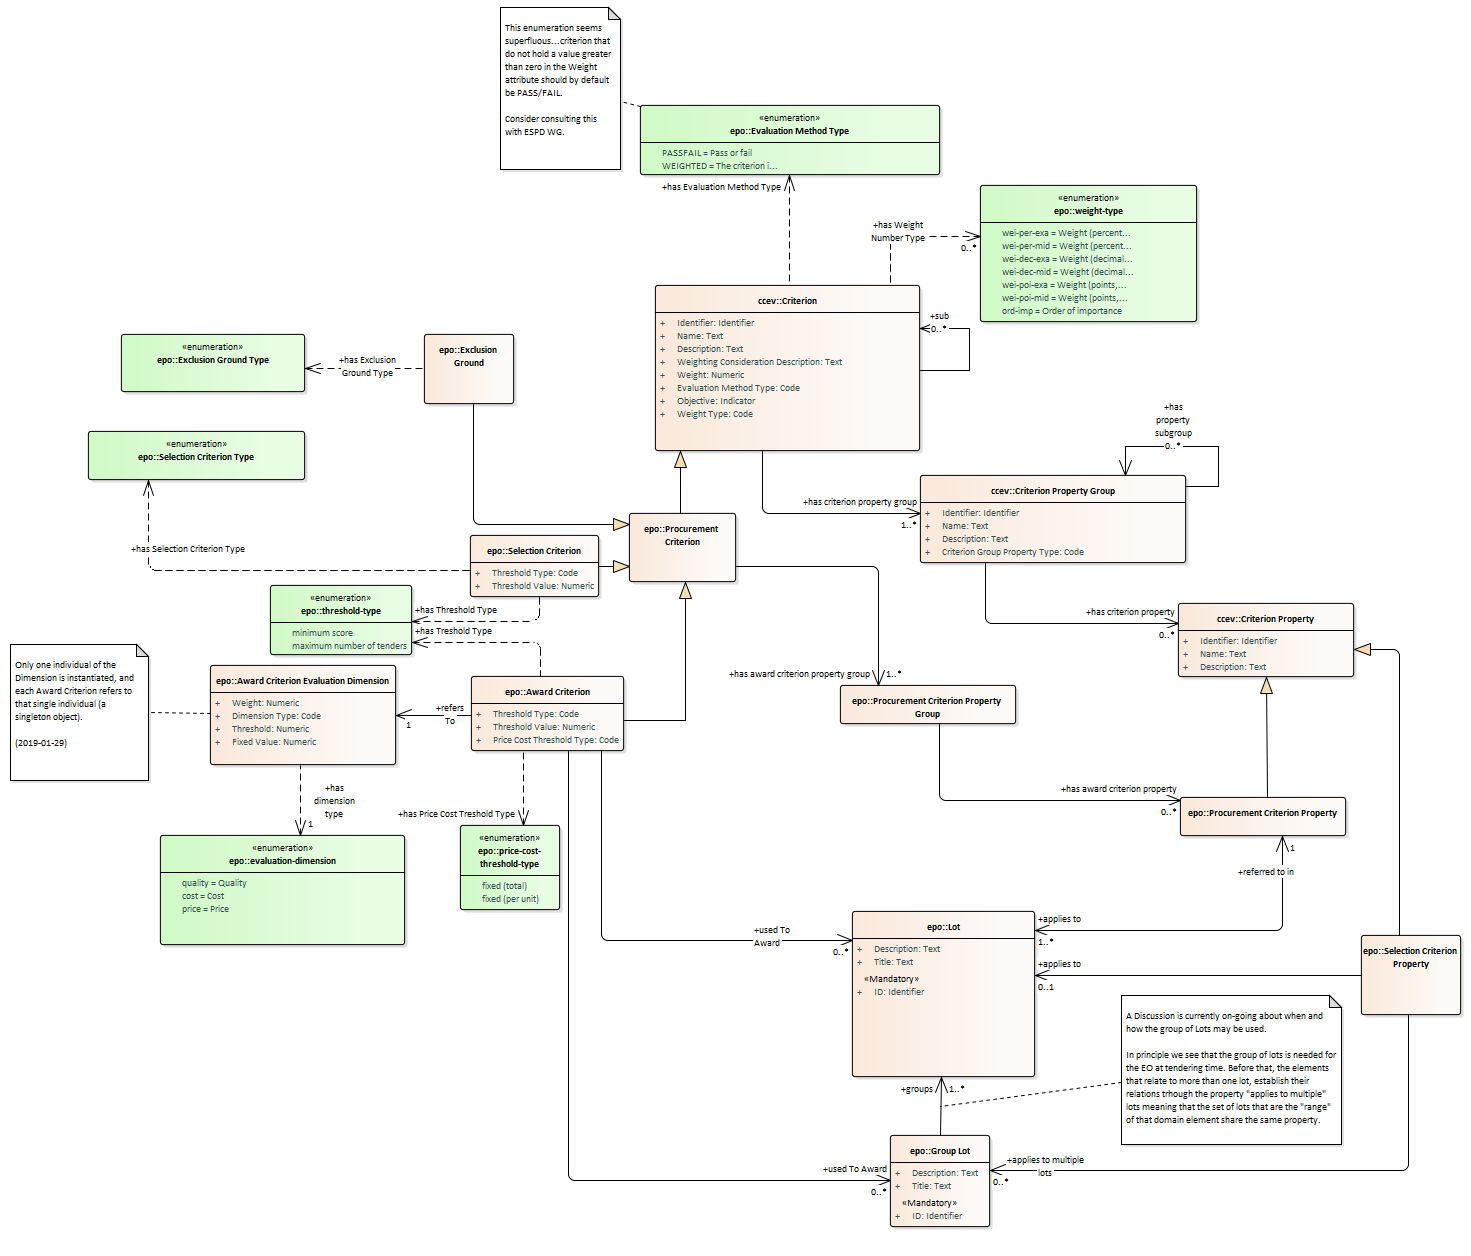 This enumeration seems
superfluous...criterion that
do not hold a value greater
than zero in the Weight
attribute should by default
be PASS/FAIL.
Consider consulting this
with ESPD WG.
«enumeration»
epo::Evaluation Method Type
PASSFAIL = Pass or fail
WEIGHTED = The criterion i...
+has Evaluation Method Type
«enumeration»
epo::weight-type
wei-per-exa = Weight (percent...
wei-per-mid = Weight (percent...
wei-dec-exa = Weight (decimal...
wei-dec-mid = Weight (decimal...
wei-poi-exa = Weight (points,...
wei-poi-mid = Weight (points,...
ord-imp = Order of importance
+has Weight
Number Type
0..*
ccev::Criterion
+ Identifier: Identifier
+ Name: Text
+ Description: Text
+ Weighting Consideration Description: Text
+ Weight: Numeric
+ Evaluation Method Type: Code
+ Objective: Indicator
+ Weight Type: Code
+sub
0..*
«enumeration»
epo::Exclusion Ground Type
+has Exclusion
Ground Type
epo::Exclusion
Ground
«enumeration»
epo::Selection Criterion Type
+has Selection Criterion Type
+has
property
subgroup
0..*
ccev::Criterion Property Group
+ Identifier: Identifier
+ Name: Text
+ Description: Text
+ Criterion Group Property Type: Code
+has criterion property group
1..*
epo::Procurement
Criterion
epo::Selection Criterion
+ Threshold Type: Code
+ Threshold Value: Numeric
«enumeration»
epo::threshold-type
minimum score
maximum number of tenders
+has Threshold Type
+has Treshold Type
+has criterion property
0..*
ccev::Criterion Property
+ Identifier: Identifier
+ Name: Text
+ Description: Text
Only one individual of the
Dimension is instantiated, and
each Award Criterion refers to
that single individual (a
singleton object).
(2019-01-29)
epo::Award Criterion Evaluation Dimension
+ Weight: Numeric
+ Dimension Type: Code
+ Threshold: Numeric
+ Fixed Value: Numeric
+refers
To
1
epo::Award Criterion
+ Threshold Type: Code
+ Threshold Value: Numeric
+ Price Cost Threshold Type: Code
+has award criterion property group
1..*
epo::Procurement Criterion Property
Group
+has
dimension
type
1
+has Price Cost Treshold Type
+has award criterion property
0..*
epo::Procurement Criterion Property
«enumeration»
epo::evaluation-dimension
quality = Quality
cost = Cost
price = Price
«enumeration»
epo::price-cost-
threshold-type
fixed (total)
fixed (per unit)
1
+referred to in
+used To
Award
0..*
epo::Lot
+ Description: Text
+ Title: Text
«Mandatory»
+ ID: Identifier
+applies to
1..*
+applies to
0..1
epo::Selection Criterion
Property
A Discussion is currently on-going about when and
how the group of Lots may be used.
In principle we see that the group of lots is needed for
the EO at tendering time. Before that, the elements
that relate to more than one lot, establish their
relations trhough the property "applies to multiple"
lots meaning that the set of lots that are the "range"
of that domain element share the same property.
+groups
1..*
epo::Group Lot
+ Description: Text
+ Title: Text
«Mandatory»
+ ID: Identifier
+used To Award
0..*
+applies to multiple
lots
0..*